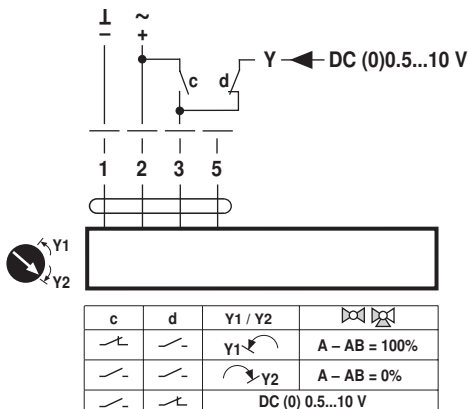 ⊥ ~
– +
Y DC (0)0.5...10 V
c d
1 2 3 5
Y1
Y2
c d Y1 / Y2
Y1 A – AB = 100%
Y2 A – AB = 0%
DC (0) 0.5...10 V